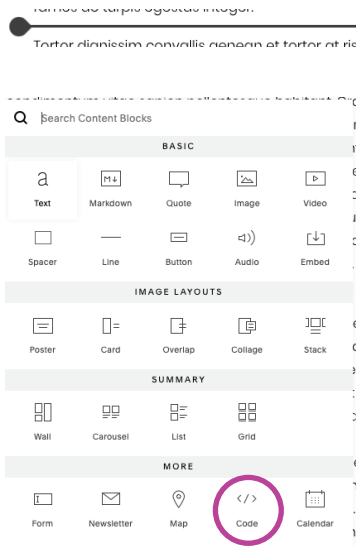 Tortor dignissim convallis aenean et tortor at ris
Search Content Blocks
BASIC
a
Text Markdown Quote Image Video
Spacer Line Button Audio Embed
IMAGE LAYOUTS
Poster Card Overlap Collage Stack
SUMMARY
Wall Carousel List Grid
MORE
Form Newsletter Map Code Calendar